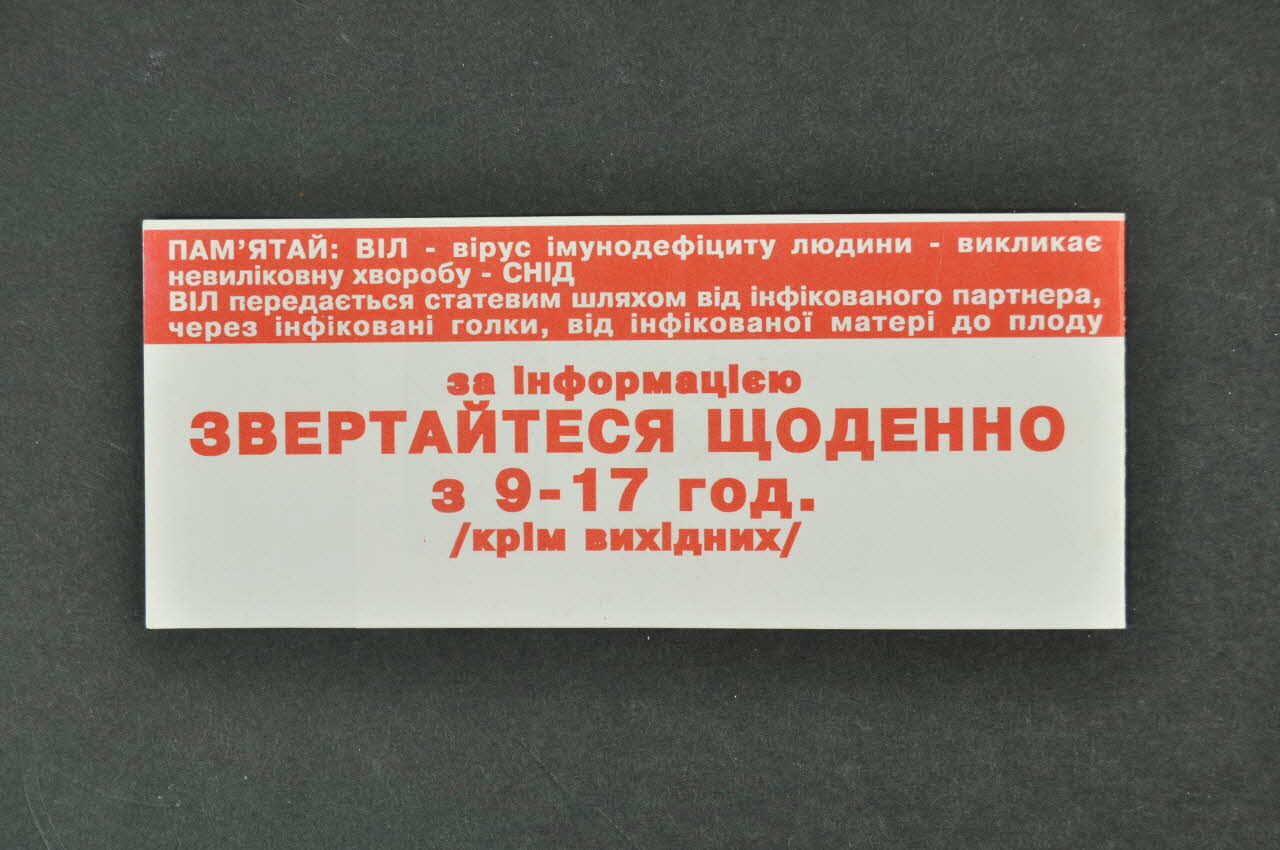 ПАМ'ЯТАЙ: ВІЛ - вірус імунодефіциту людини - викликає
невиліковну хворобу - СНІД
ВІЛ передається статевим шляхом від інфікованого партнера,
через інфіковані голки, від інфікованої матері до плоду
за інформацією
ЗВЕРТАЙТЕСЯ ЩОДЕННО
з 9-17 год.
/крім вихідних/